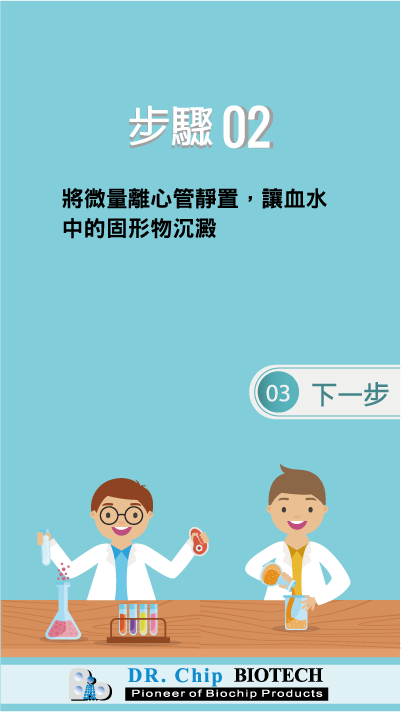 步驟 02
將微量離心管靜置，讓血水
中的固形物沉澱
03 下一步
DR. Chip BIOTECH
Pioneer of Biochip Products